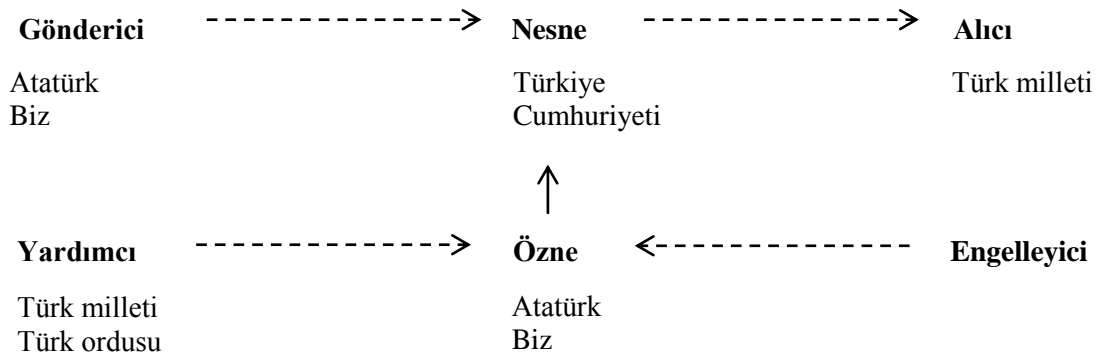 Gönderici Nesne Alıcı
Atatürk Türkiye Türk milleti
Biz Cumhuriyeti
Yardımcı Özne Engelleyici
Türk milleti Atatürk
Türk ordusu Biz